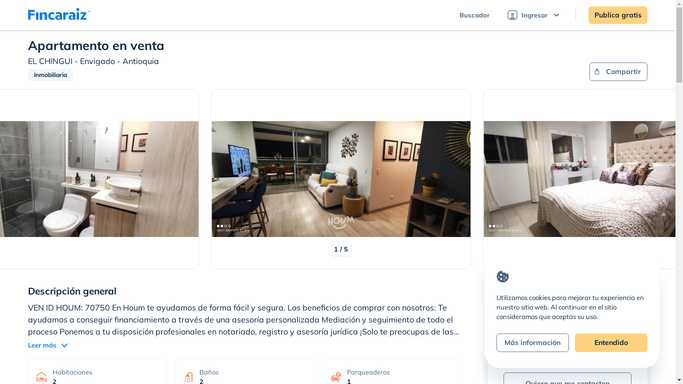 Fincaraiz
Buscador
Ingresar
Publica gratis
Apartamento en venta
EL CHINGUI - Envigado - Antioquia
Inmobiliaria
Compartir
HOUM
1 / 5
Descripción general
VEN ID HOUM: 70750 En Houm te ayudamos de forma fácil y segura. Los beneficios de comprar con nosotros: Te
ayudamos a conseguir financiamiento a través de una asesoría personalizada Mediación y seguimiento de todo el
proceso Ponemos a tu disposición profesionales en notariado, registro y asesoría jurídica ¡Solo te preocupas de las...
Leer más
Habitaciones
2
Baños
2
Parqueaderos
1
Utilizamos cookies para mejorar tu experiencia en
nuestro sitio web. Al continuar en el sitio
consideramos que aceptas su uso.
Más información
Entendido
Quiero que me contacten